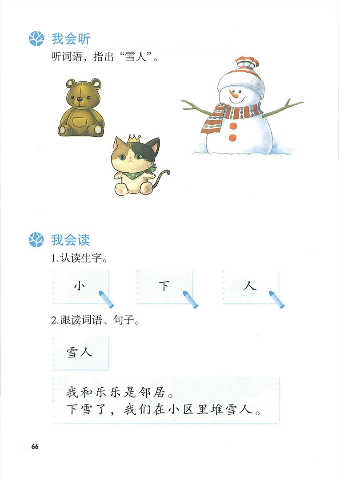 我会听
听词语，指出“雪人”。
我会读
1.认读生字。
小 下 人
2.跟读词语、句子。
雪人
我和乐乐是邻居。
下雪了，我们在小区里堆雪人。
66